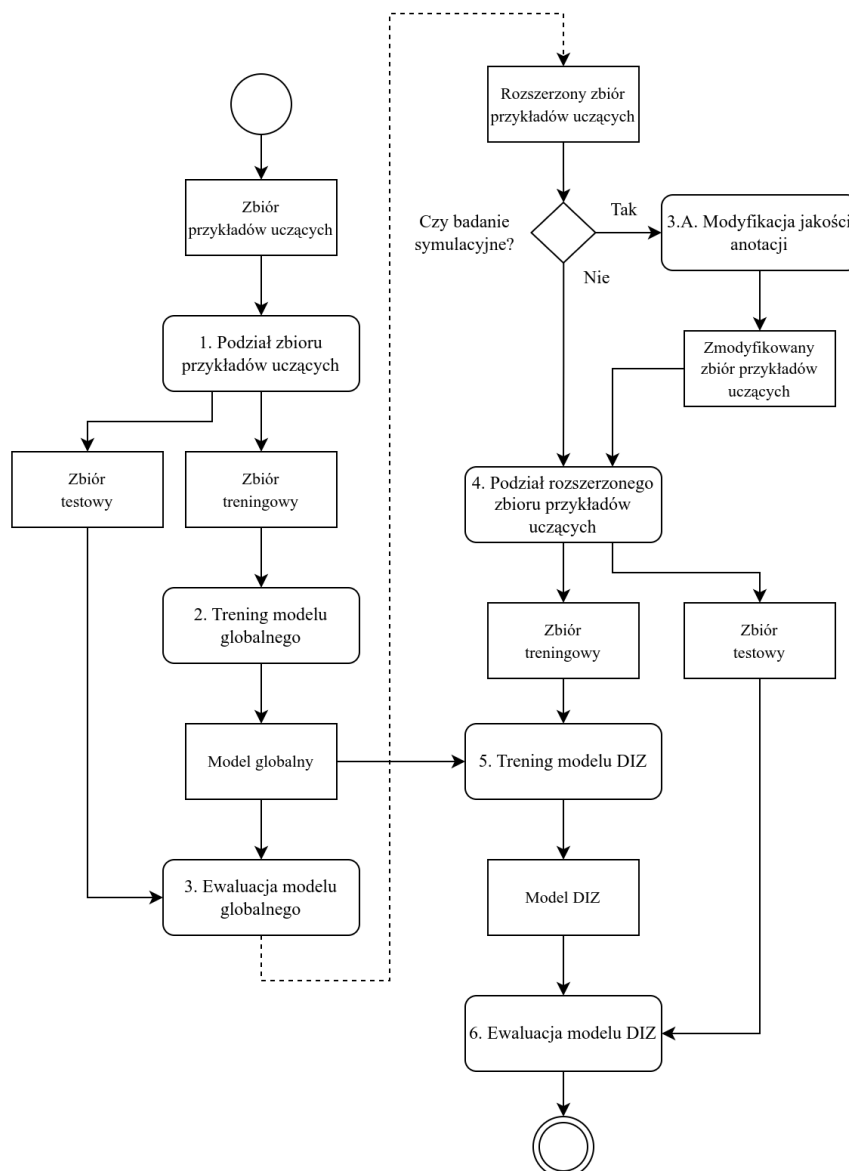 Zbiór
przykładów uczących
1. Podział zbioru
przykładów uczących
Zbiór
testowy
Zbiór
treningowy
2. Trening modelu
globalnego
Model globalny
3. Ewaluacja modelu
globalnego
Rozszerzony zbiór
przykładów uczących
Czy badanie
symulacyjne?
Tak
Nie
3.A. Modyfikacja jakości
anotacji
Zmodyfikowany
zbiór przykładów
uczących
4. Podział rozszerzonego
zbioru przykładów
uczących
Zbiór
treningowy
Zbiór
testowy
5. Trening modelu DIZ
Model DIZ
6. Ewaluacja modelu DIZ